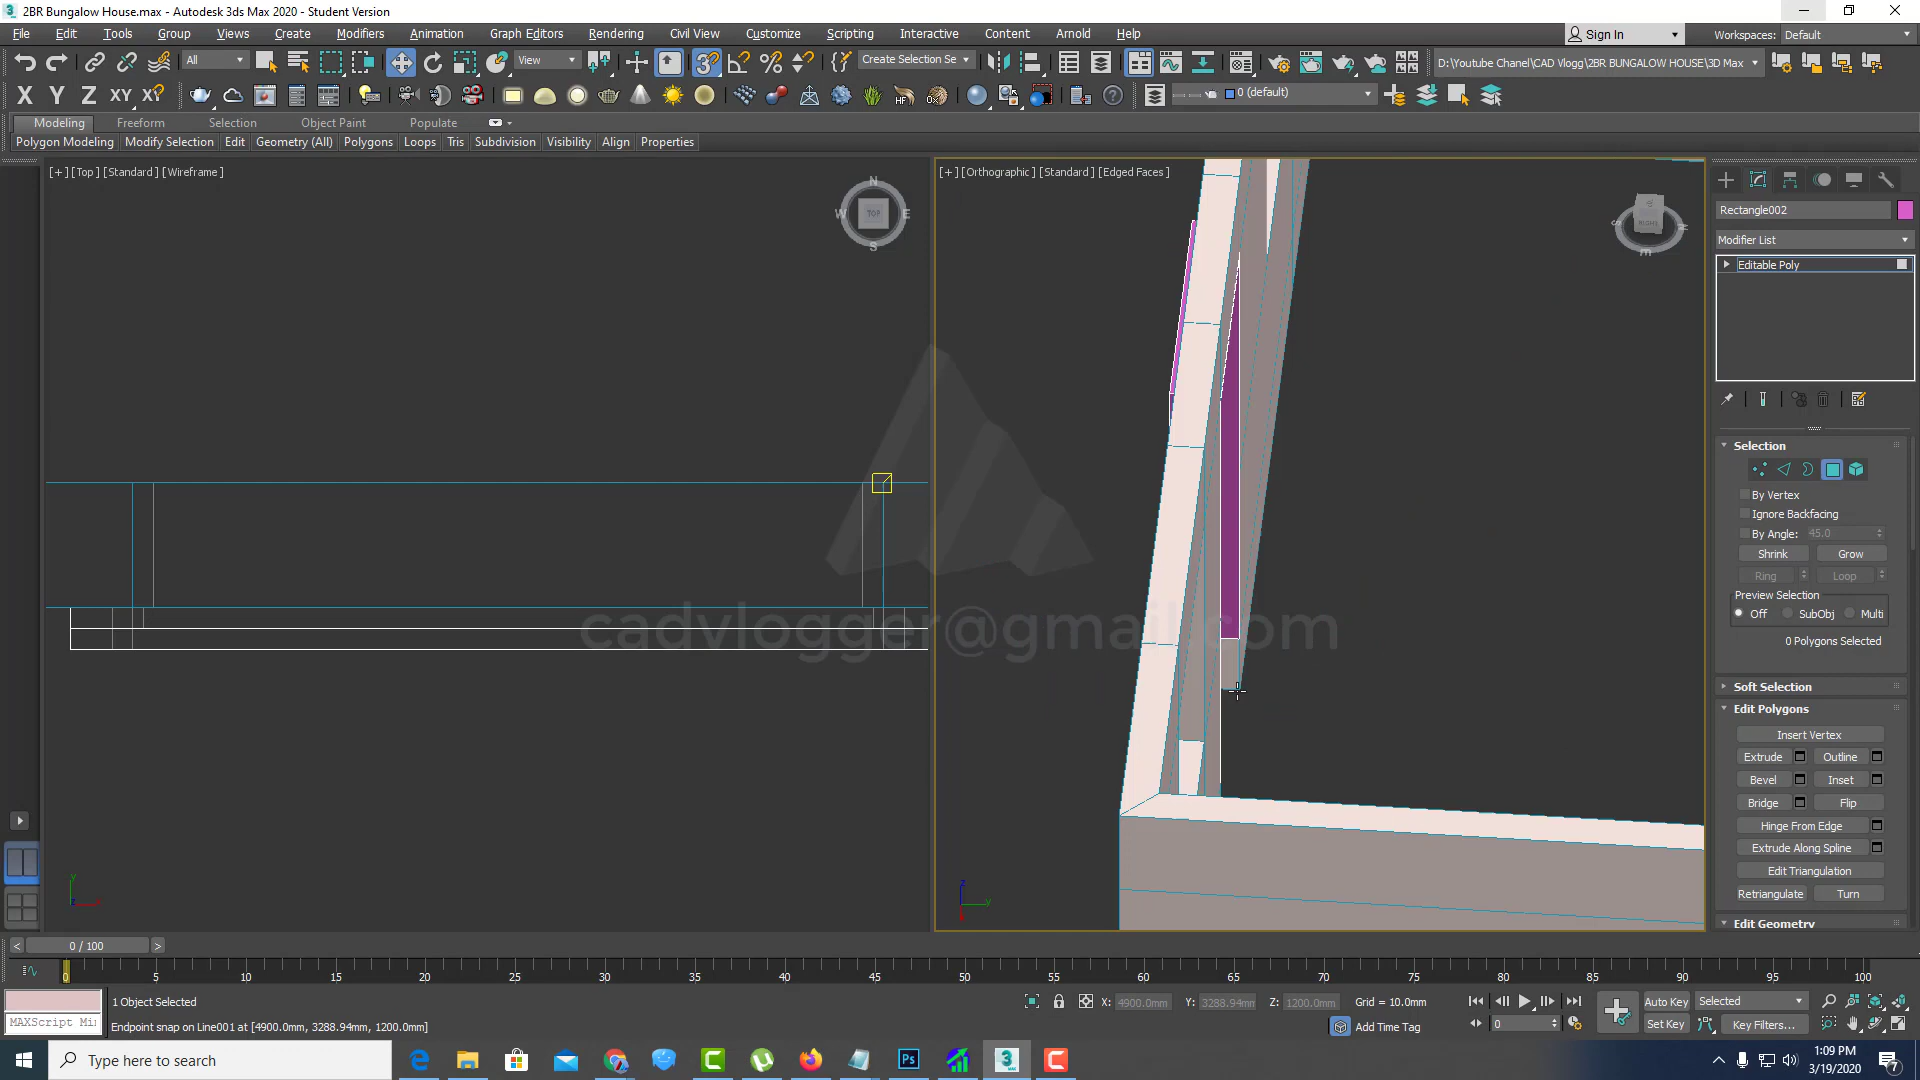 2BR Bungalow House.max - Autodesk 3ds Max 2020 - Student Version
File Edit Tools Group Views Create Modifiers Animation Graph Editors Rendering Civil View Customize Scripting Interactive Content Arnold Help
Sign In Workspaces: Default
All View Create Selection Se D:\Youtube Chanel\CAD Vlogg\2BR BUNGALOW HOUSE\3D Max
X Y Z XY 0 (default)
Modeling Freeform Selection Object Paint Populate
Polygon Modeling Modify Selection Edit Geometry (All) Polygons Loops Tris Subdivision Visibility Align Properties
[+] [Top] [Standard] [Wireframe]
[+] [Orthographic] [Standard] [Edged Faces]
N
W TOP E
S
Rectangle002
Modifier List
Editable Poly
Selection
By Vertex
Ignore Backfacing
By Angle: 45.0
Shrink Grow
Ring Loop
Preview Selection
Off SubObj Multi
0 Polygons Selected
Soft Selection
Edit Polygons
Insert Vertex
Extrude Outline
Bevel Inset
Bridge Flip
Hinge From Edge
Extrude Along Spline
Edit Triangulation
Retriangulate Turn
Edit Geometry
cadvlogger@gmail.com
0 / 100
0 5 10 15 20 25 30 35 40 45 50 55 60 65 70 75 80 85 90 95 100
1 Object Selected
X: 4900.0mm Y: 3288.94mm Z: 1200.0mm Grid = 10.0mm
Auto Key Selected
MAXScript Mi
Endpoint snap on Line001 at [4900.0mm, 3288.94mm, 1200.0mm]
Add Time Tag
0
Set Key Key Filters...
Type here to search
1:09 PM
3/19/2020